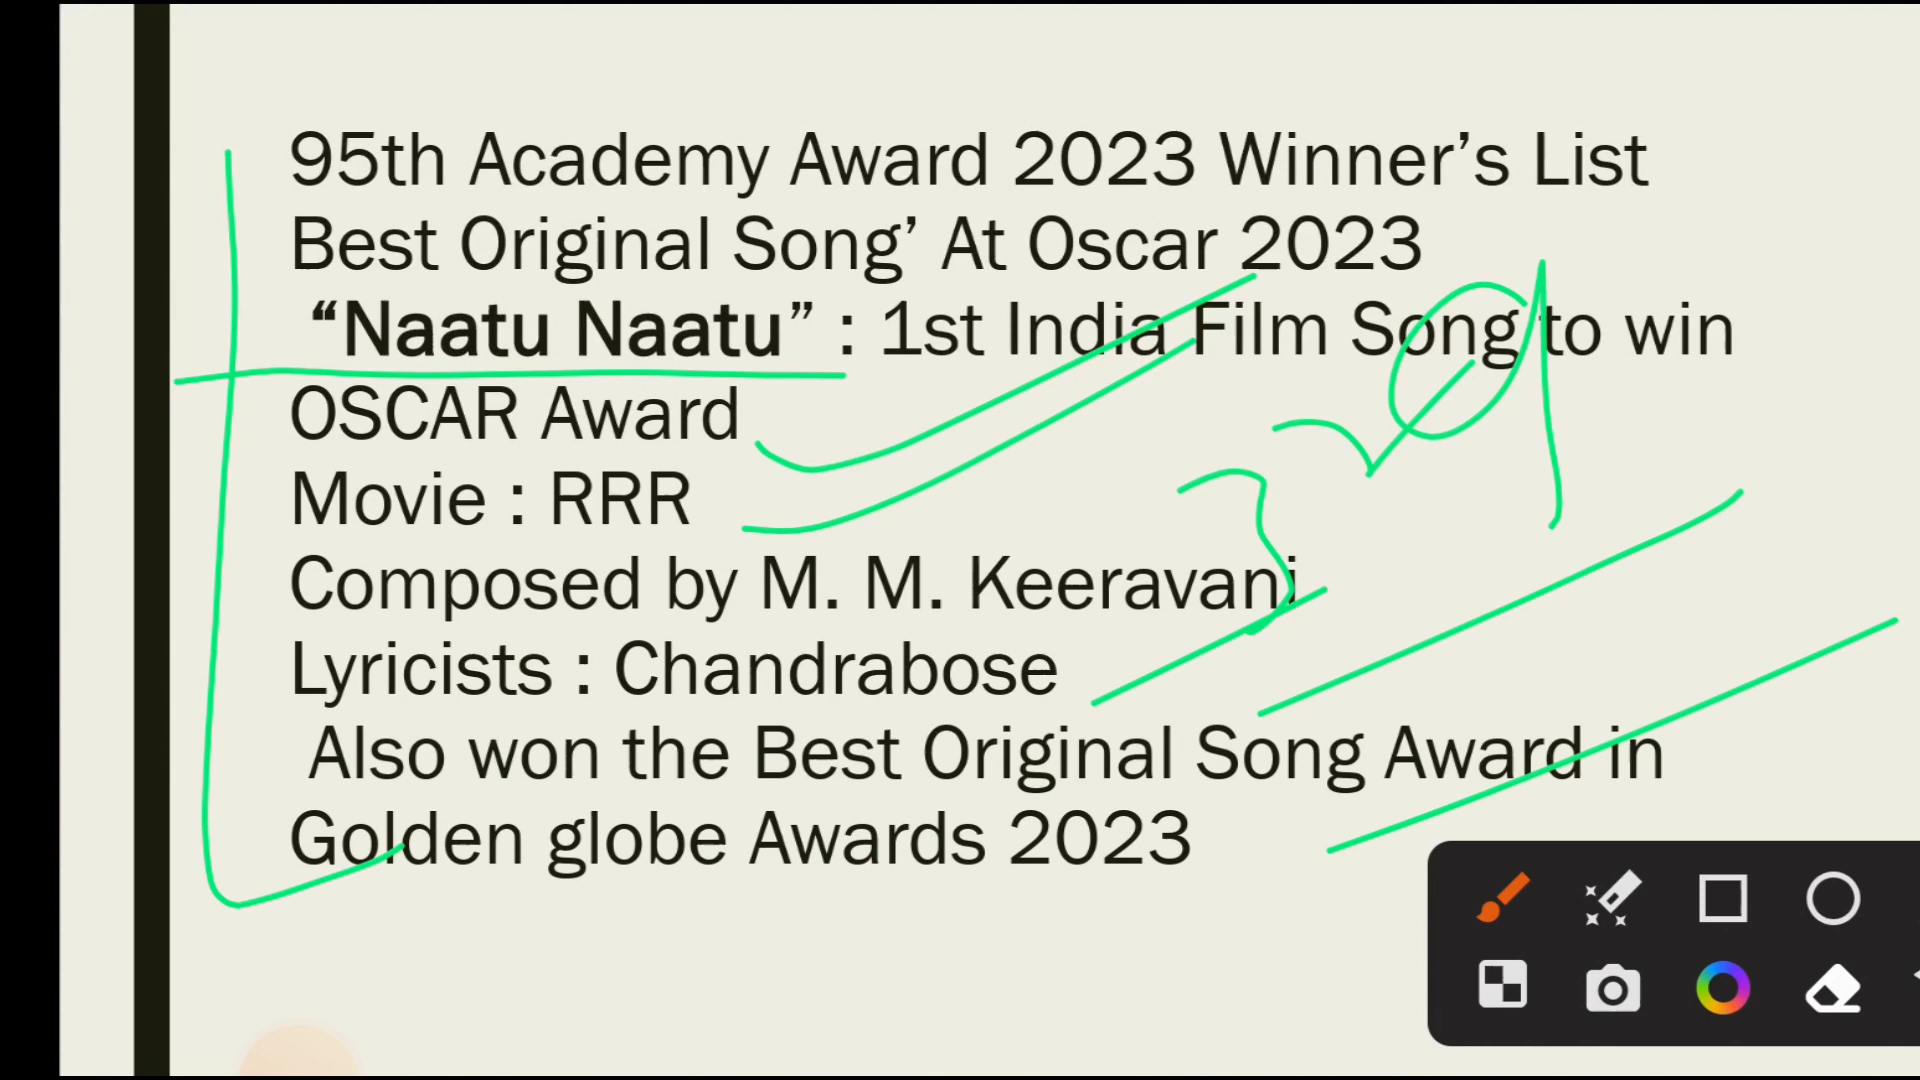 95th Academy Award 2023 Winner’s List
Best Original Song’ At Oscar 2023
“Naatu Naatu” : 1st India Film Song to win
OSCAR Award
Movie : RRR
Composed by M. M. Keeravani
Lyricists : Chandrabose
Also won the Best Original Song Award in
Golden globe Awards 2023